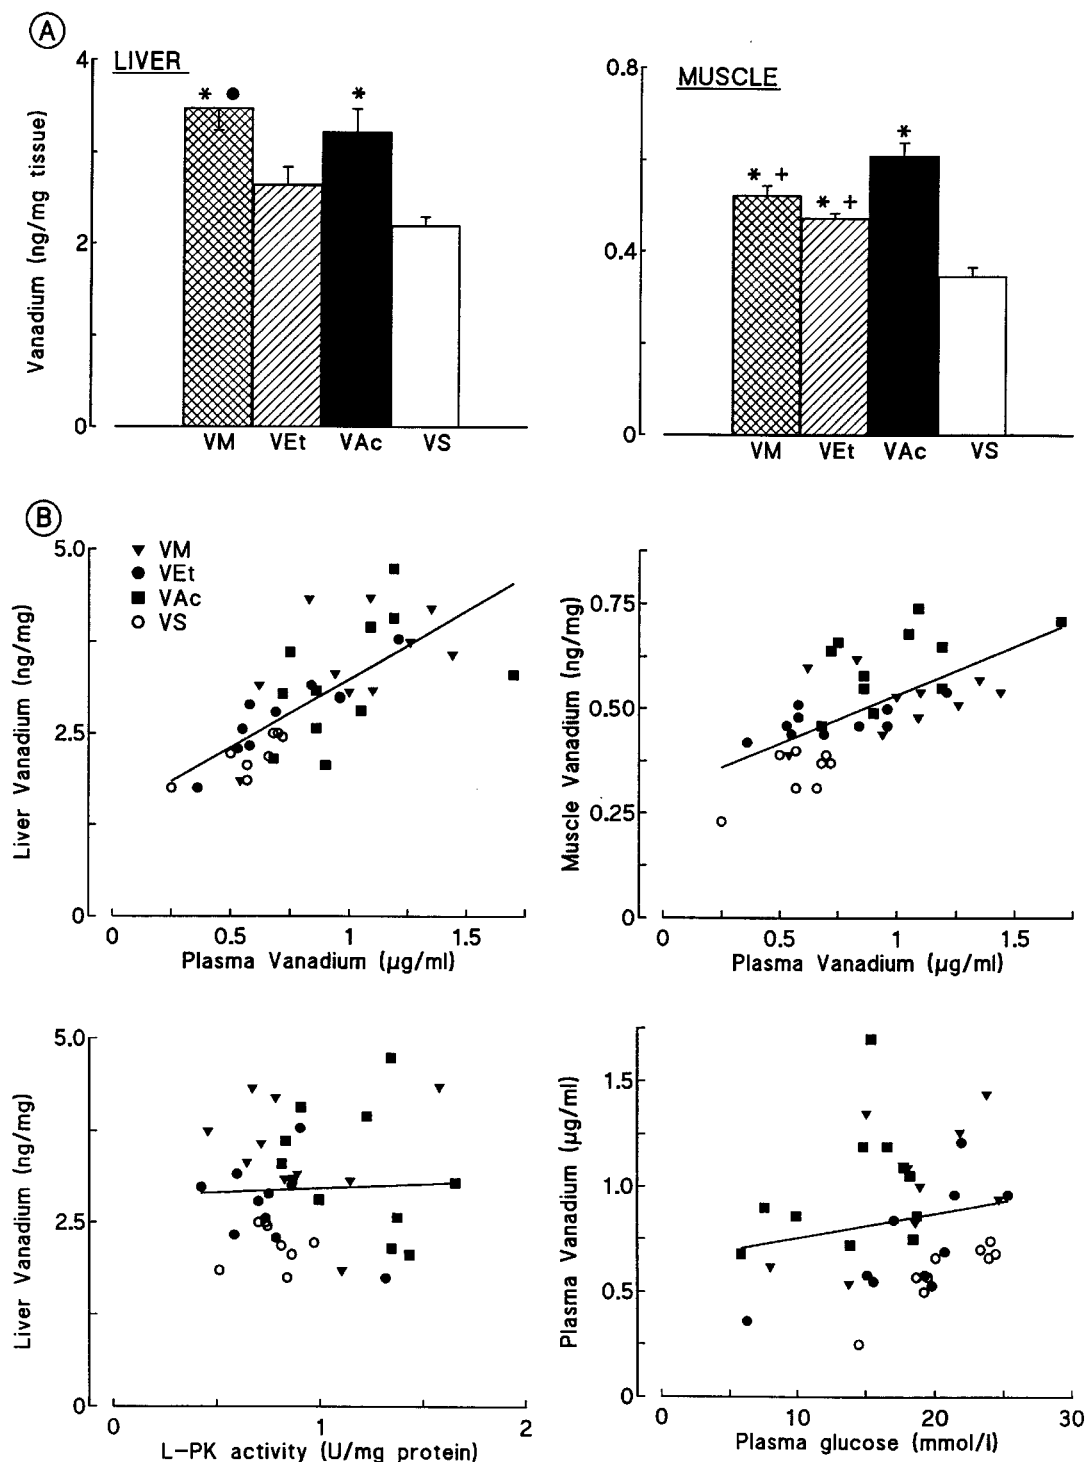 A
LIVER
MUSCLE
Vanadium (ng/mg tissue)
4
2
0
* ●
*
VM VEt VAc VS
0.8
0.4
0
* +
* +
*
VM VEt VAc VS
B
▼ VM
● VEt
■ VAc
○ VS
Liver Vanadium (ng/mg)
5.0
2.5
0
0 0.5 1 1.5
Plasma Vanadium (µg/ml)
Muscle Vanadium (ng/mg)
0.75
0.50
0.25
0
0 0.5 1 1.5
Plasma Vanadium (µg/ml)
Liver Vanadium (ng/mg)
5.0
2.5
0
0 1 2
L-PK activity (U/mg protein)
Plasma Vanadium (µg/ml)
1.5
1.0
0.5
0
0 10 20 30
Plasma glucose (mmol/l)